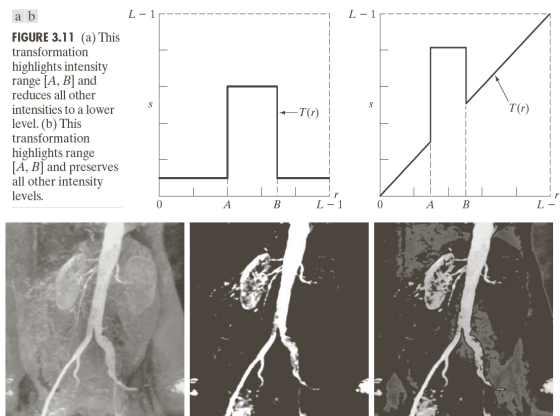 a b
FIGURE 3.11 (a) This
transformation
highlights intensity
range [A, B] and
reduces all other
intensities to a lower
level. (b) This
transformation
highlights range
[A, B] and preserves
all other intensity
levels.
L − 1
s
T(r)
r
0 A B L − 1
L − 1
s
T(r)
r
0 A B L −